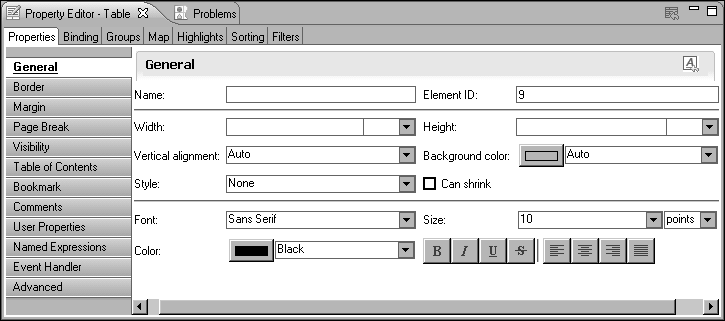 Property Editor - Table Problems
Properties Binding Groups Map Highlights Sorting Filters
General
Border
Margin
Page Break
Visibility
Table of Contents
Bookmark
Comments
User Properties
Named Expressions
Event Handler
Advanced
General
Name: Element ID: 9
Width: Height:
Vertical alignment: Auto Background color: Auto
Style: None Can shrink
Font: Sans Serif Size: 10 points
Color: Black B I U S